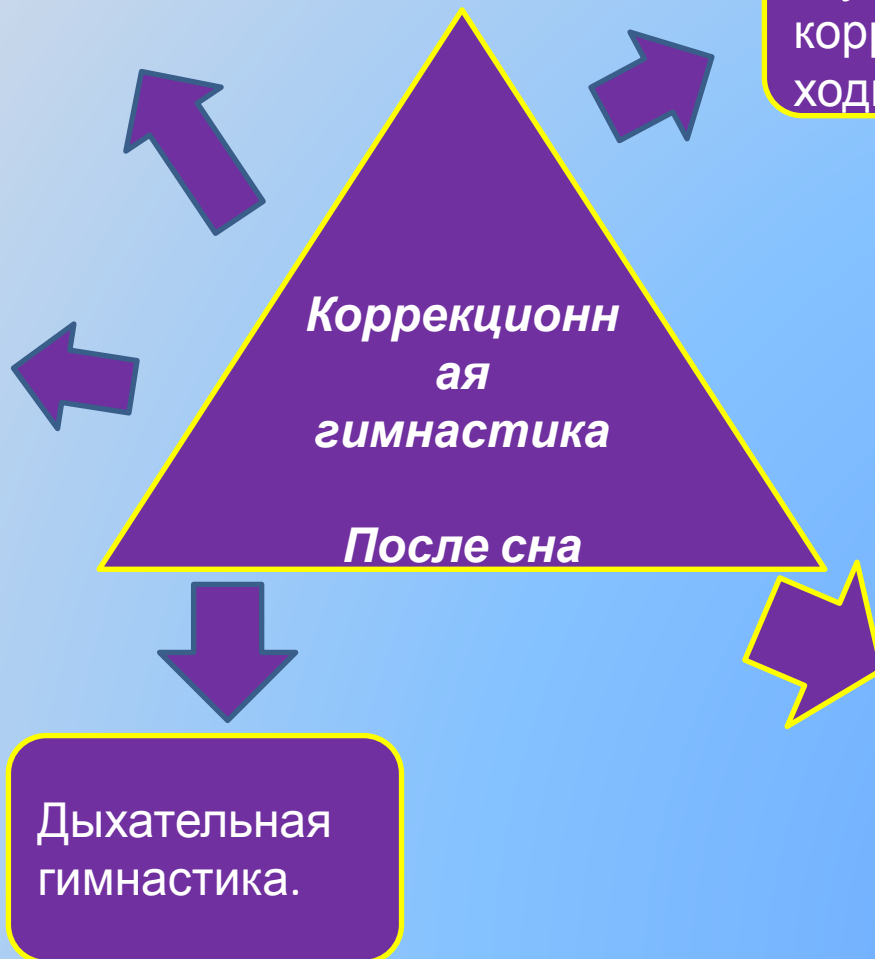 Коррекционн
ая
гимнастика
После сна
Дыхательная
гимнастика.